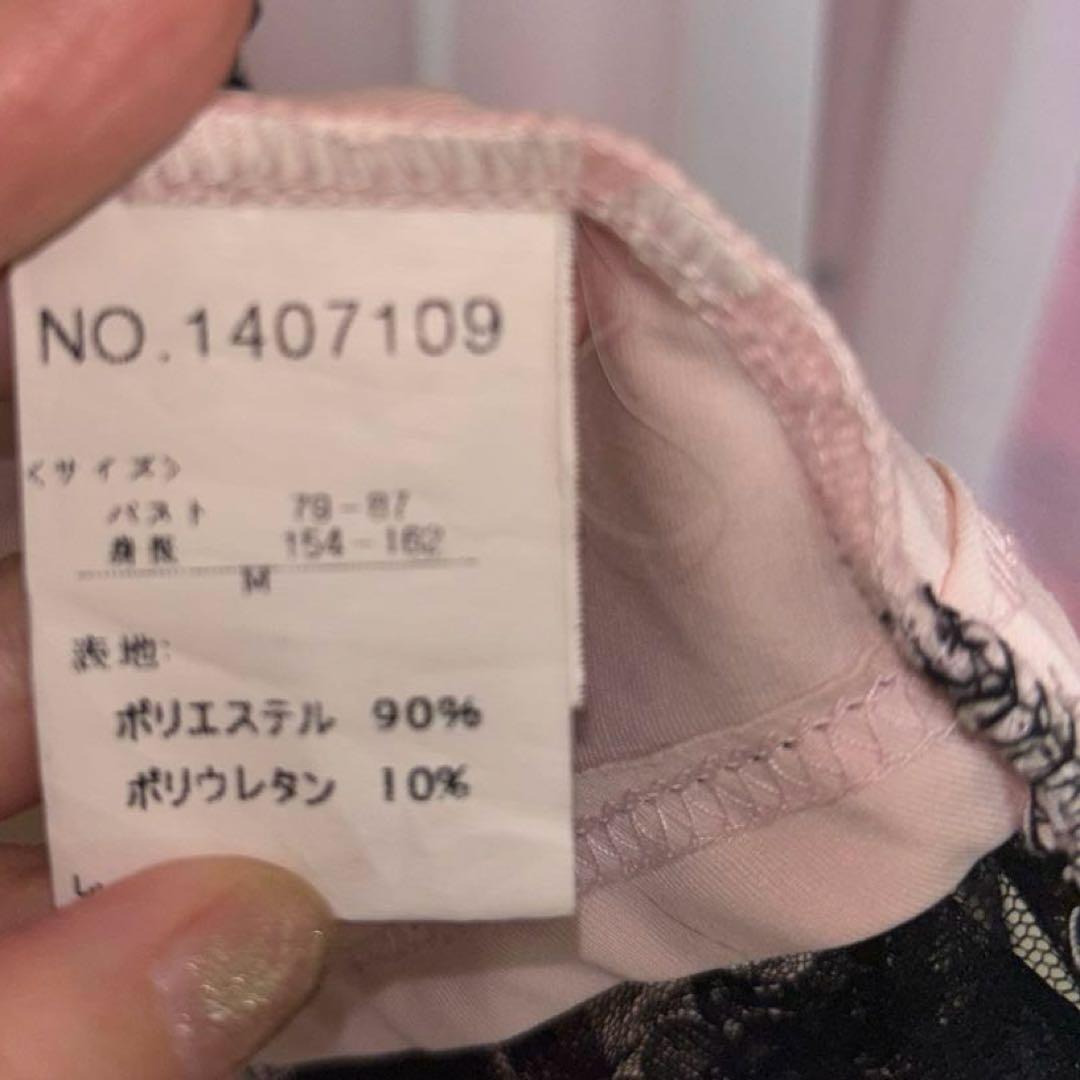 NO.1407109
<サイズ>
バスト 79-87
身長 154-162
M
表地:
ポリエステル 90%
ポリウレタン 10%